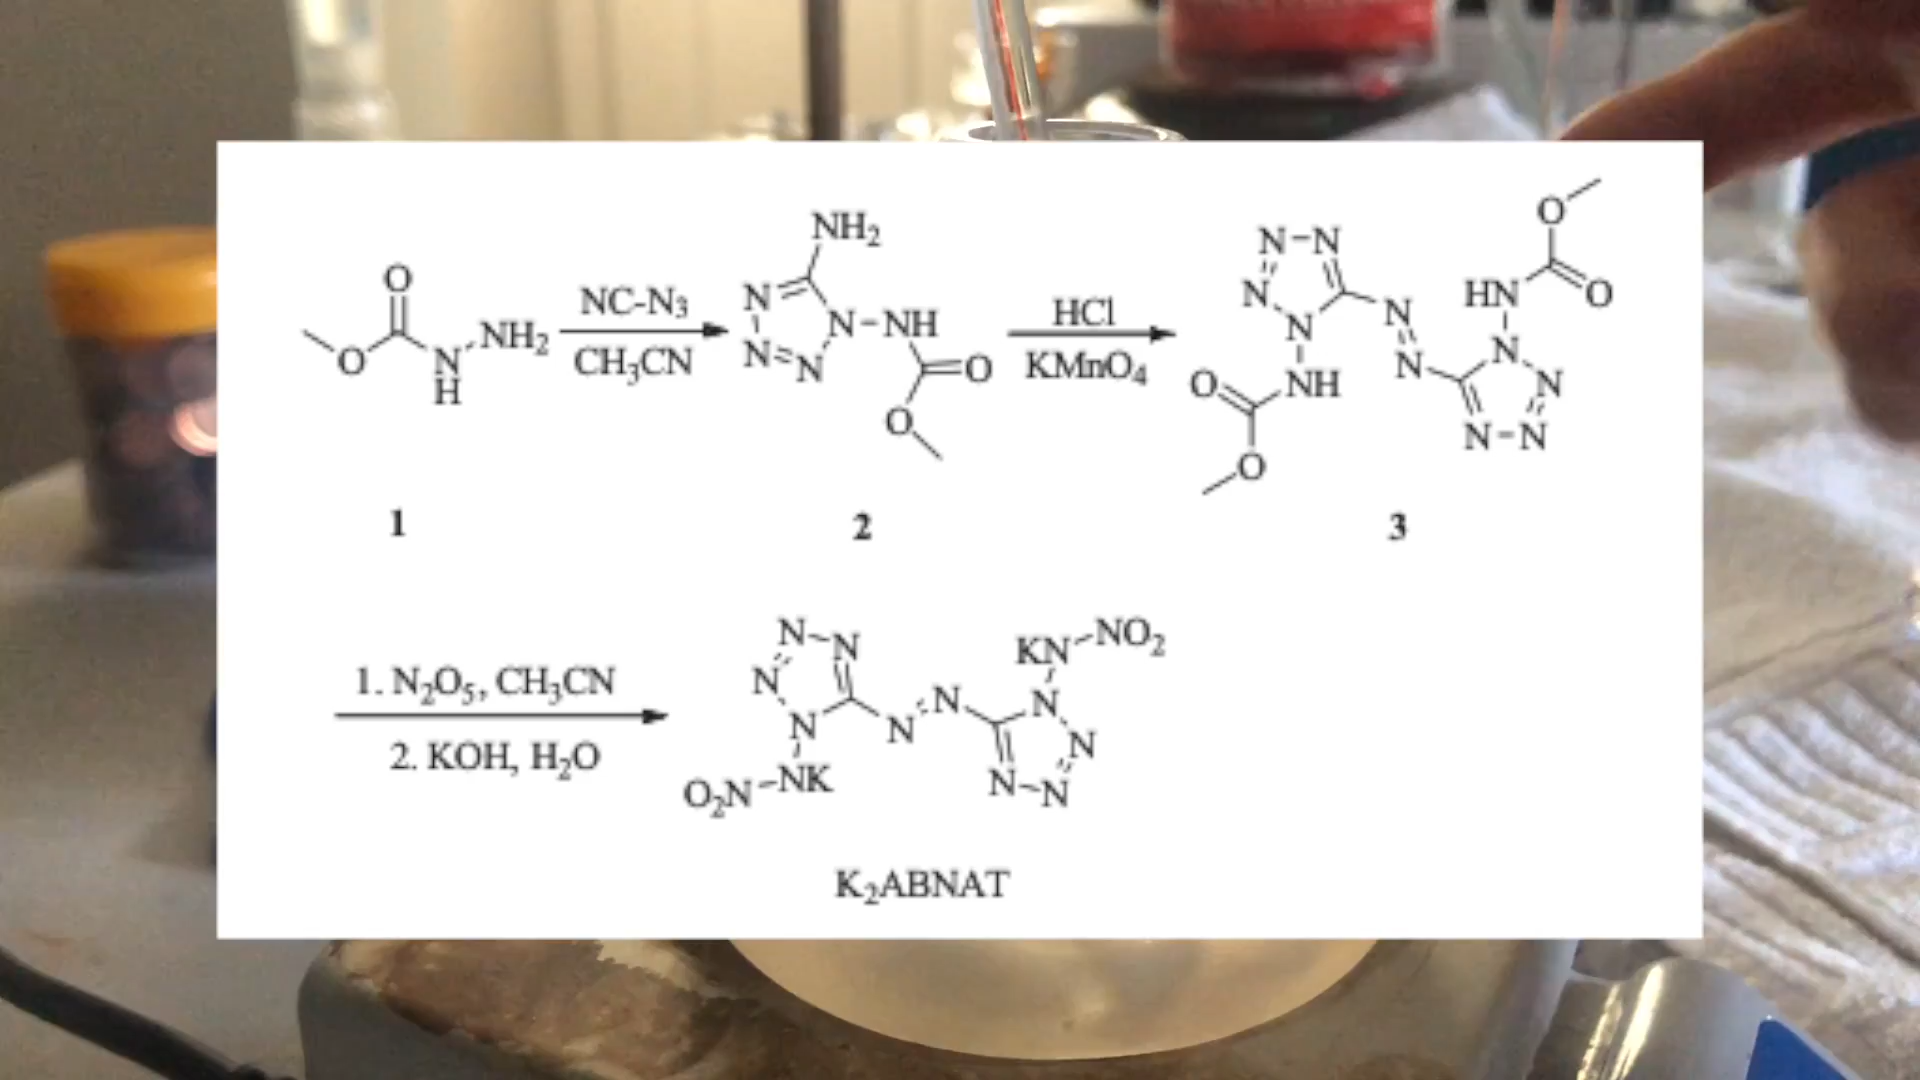 O
O
N
H
NH₂
NC-N₃
CH₃CN
NH₂
N
N
N
N
N-NH
O
O
HCl
KMnO₄
N-N
N
N
NH
O
O
N
N
HN
O
O
N
N
N-N
1
2
3
1. N₂O₅, CH₃CN
2. KOH, H₂O
N
N
N
N
O₂N-NK
N
N
KN-NO₂
N
N
N-N
K₂ABNAT